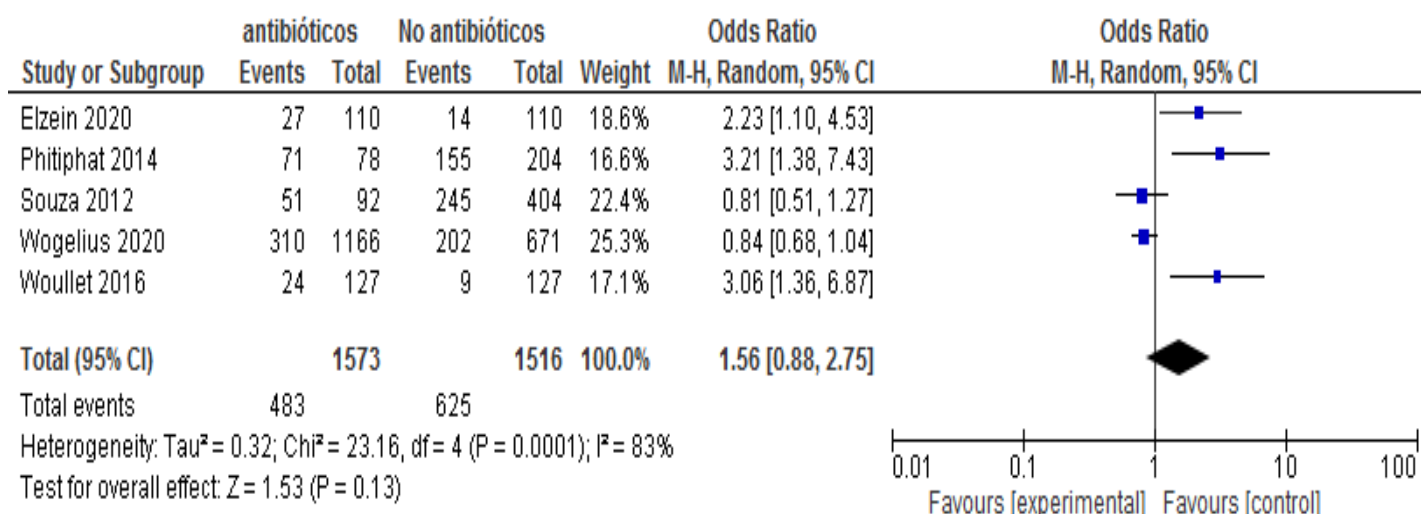 antibióticos No antibióticos Odds Ratio Odds Ratio
Study or Subgroup Events Total Events Total Weight M-H, Random, 95% CI M-H, Random, 95% CI
Elzein 2020 27 110 14 110 18.6% 2.23 [1.10, 4.53]
Phitiphat 2014 71 78 155 204 16.6% 3.21 [1.38, 7.43]
Souza 2012 51 92 245 404 22.4% 0.81 [0.51, 1.27]
Wogelius 2020 310 1166 202 671 25.3% 0.84 [0.68, 1.04]
Woullet 2016 24 127 9 127 17.1% 3.06 [1.36, 6.87]
Total (95% CI) 1573 1516 100.0% 1.56 [0.88, 2.75]
Total events 483 625
Heterogeneity: Tau² = 0.32; Chi² = 23.16, df = 4 (P = 0.0001); I² = 83%
Test for overall effect: Z = 1.53 (P = 0.13)
0.01 0.1 1 10 100
Favours [experimental] Favours [control]